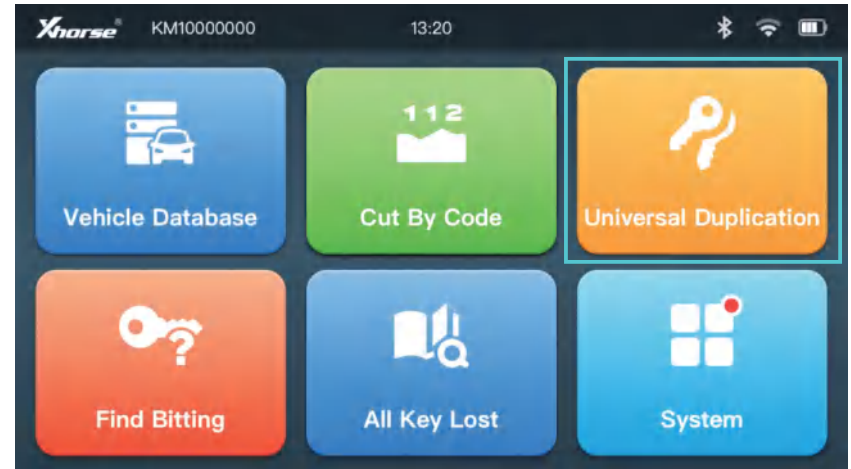 Xhorse® KM10000000 13:20
Vehicle Database
112
Cut By Code
Universal Duplication
?
Find Bitting
All Key Lost
System